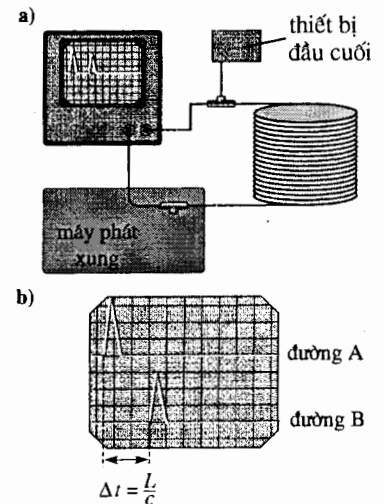 a)
thiết bị
đầu cuối
máy phát
xung
b)
đường A
đường B
Δt = L/c